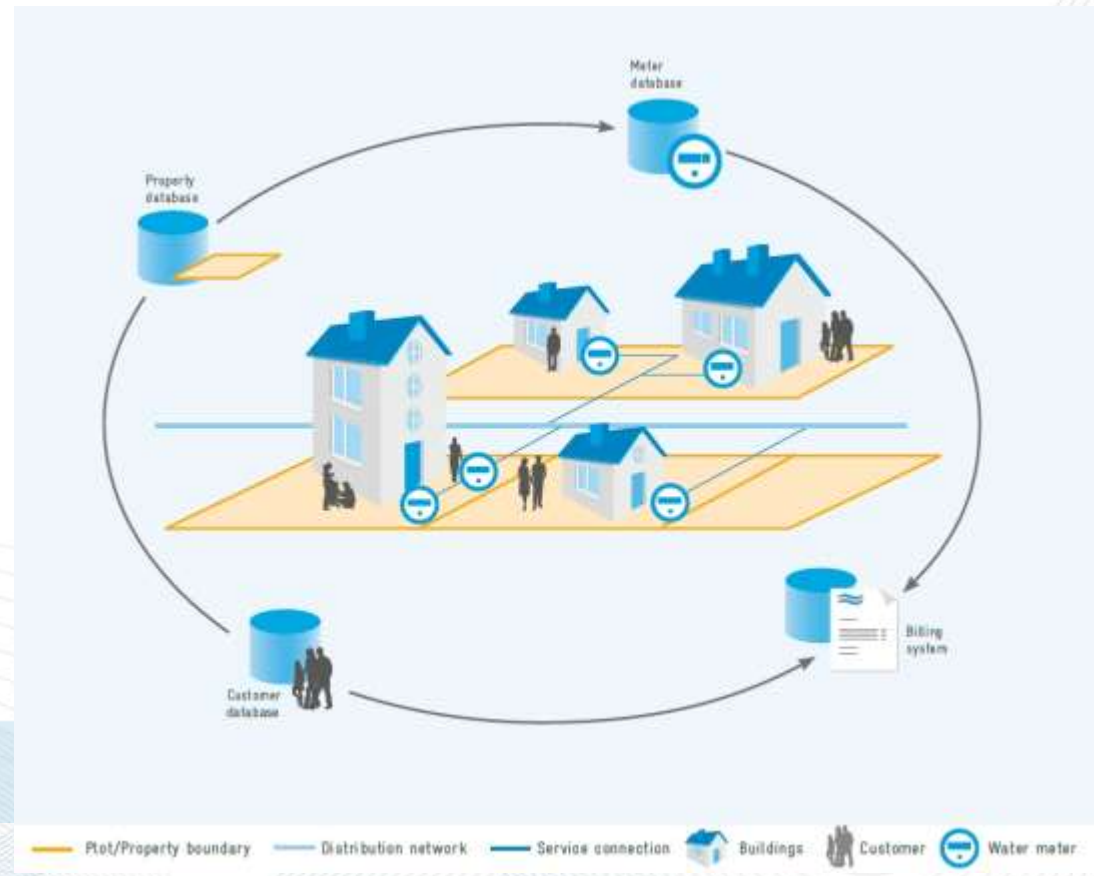 Meter
database
Property
database
Billing
system
Customer
database
Plot/Property boundary
Distribution network
Service connection
Buildings
Customer
Water meter